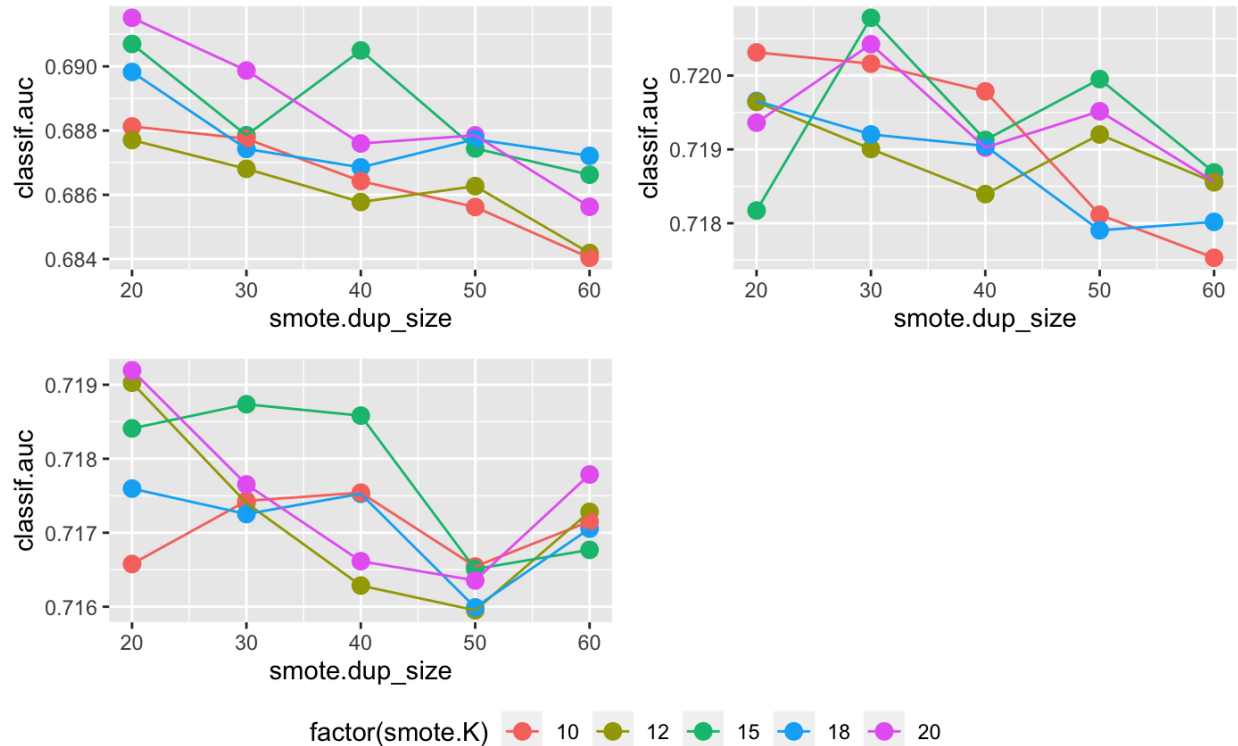 classif.auc
0.690
0.688
0.686
0.684
20 30 40 50 60
smote.dup_size
classif.auc
0.720
0.719
0.718
20 30 40 50 60
smote.dup_size
classif.auc
0.719
0.718
0.717
0.716
20 30 40 50 60
smote.dup_size
factor(smote.K) 10 12 15 18 20